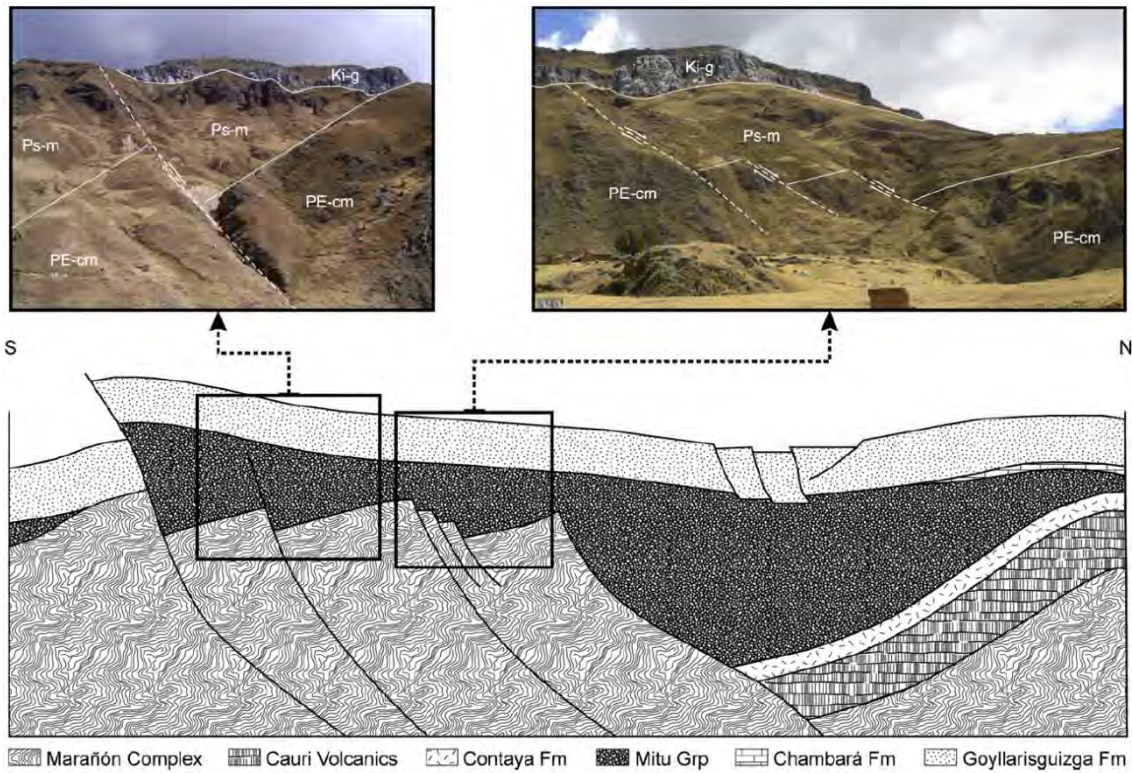 Ki-g
Ps-m
Ps-m
PE-cm
PE-cm
Ki-g
Ps-m
PE-cm
PE-cm
S
N
Marañón Complex
Cauri Volcanics
Contaya Fm
Mitu Grp
Chambará Fm
Goyllarisguizga Fm